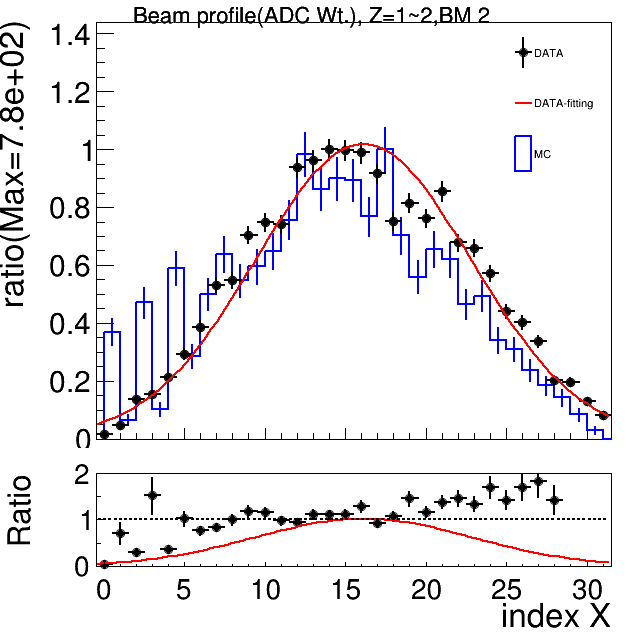 Beam profile(ADC Wt.), Z=1~2,BM 2
ratio(Max=7.8e+02)
1.4
1.2
1
0.8
0.6
0.4
0.2
0
DATA
DATA-fitting
MC
Ratio
2
1
0
0 5 10 15 20 25 30
index X